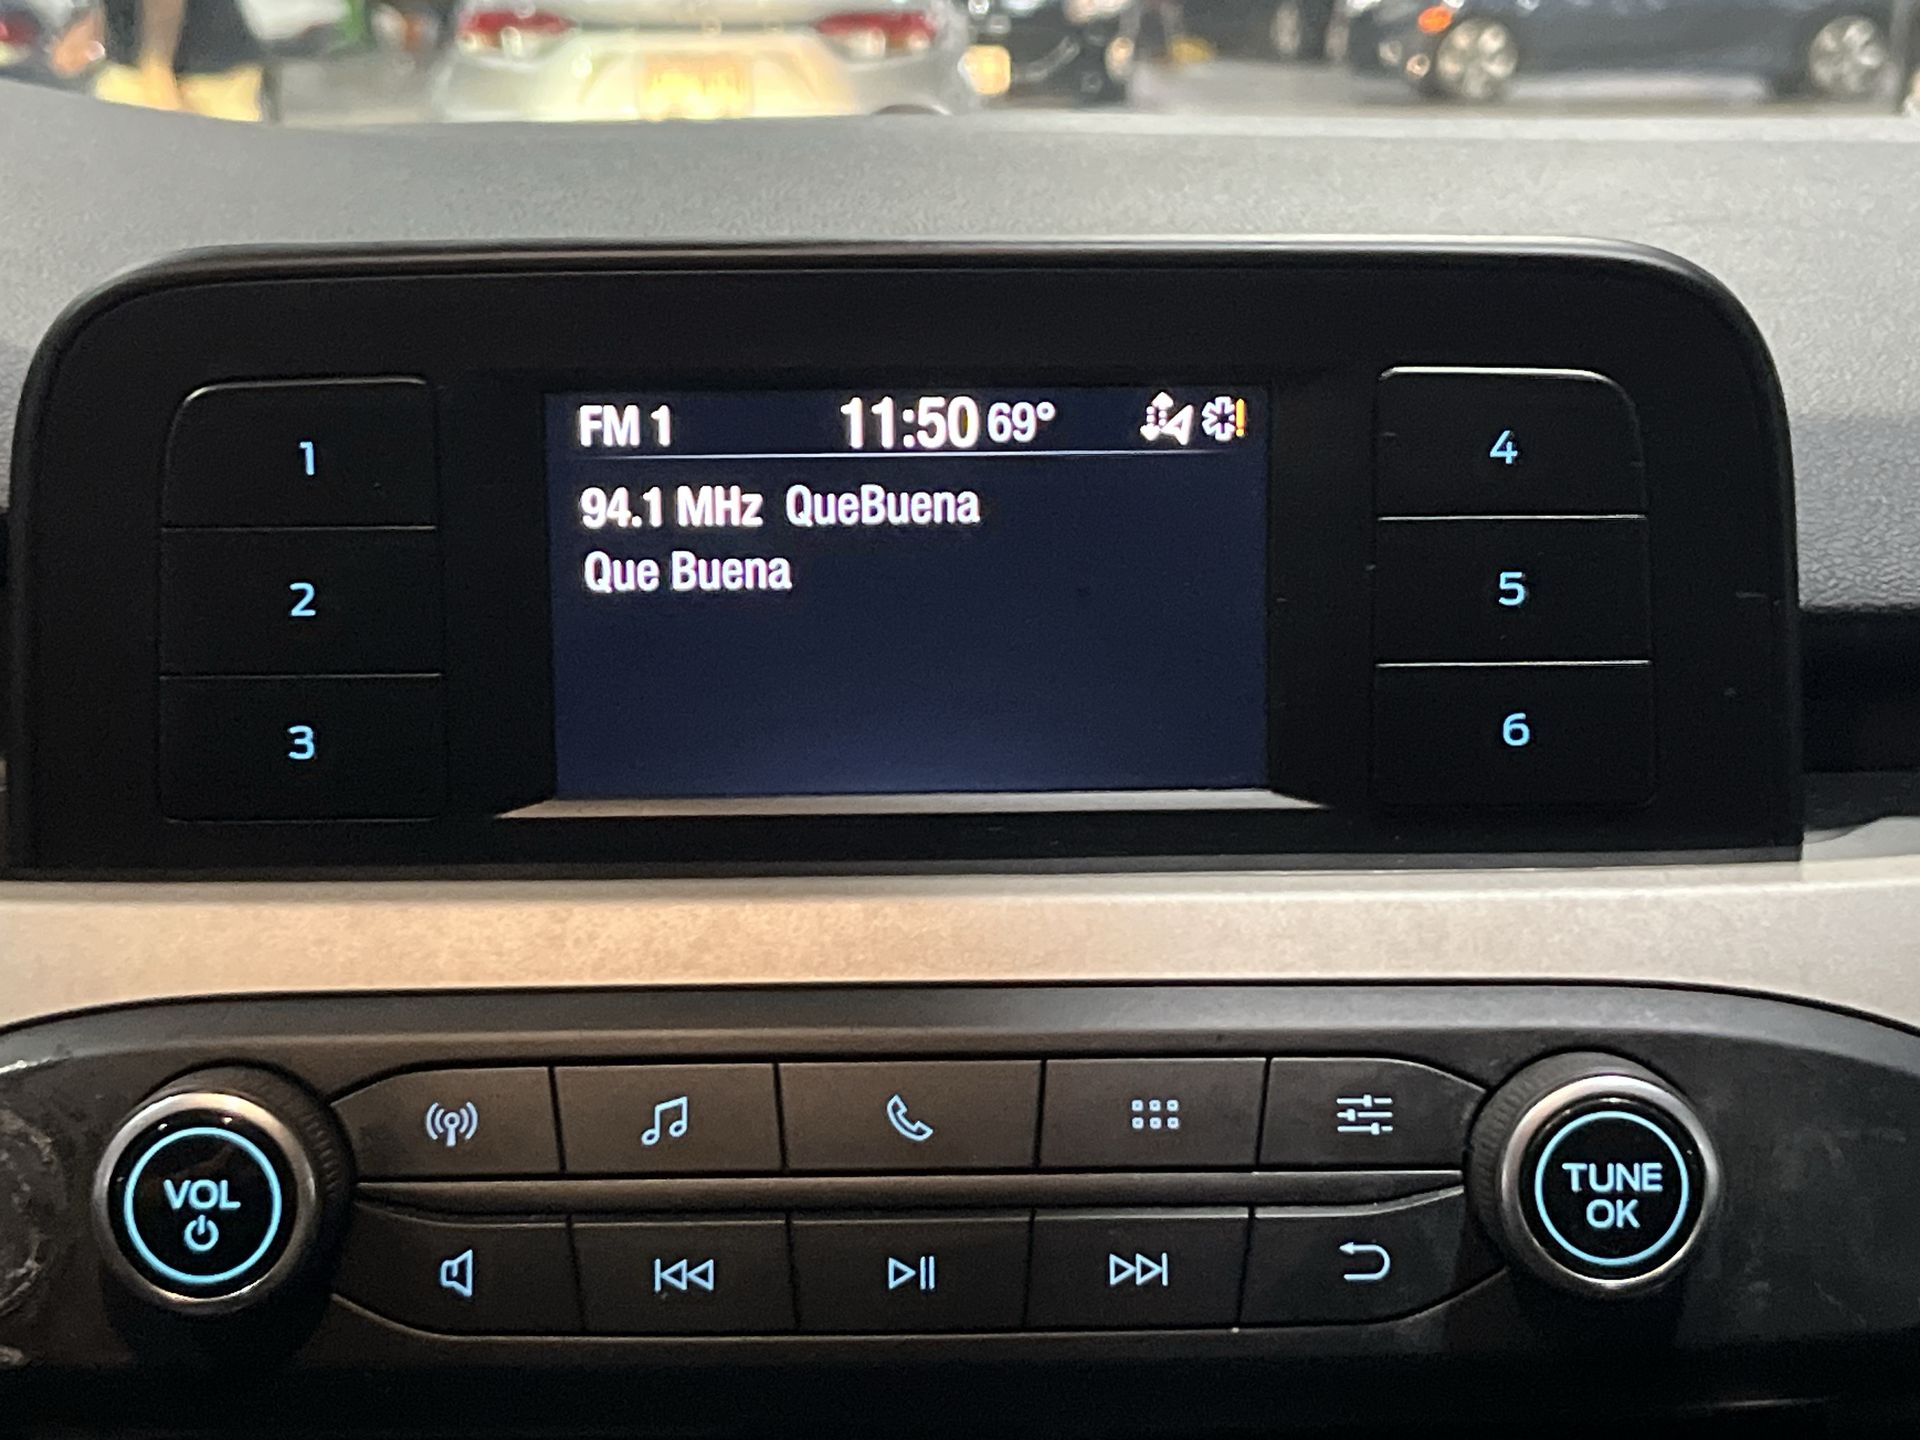 FM 1 11:50 69°
94.1 MHz QueBuena
Que Buena
1
2
3
4
5
6
VOL
TUNE
OK